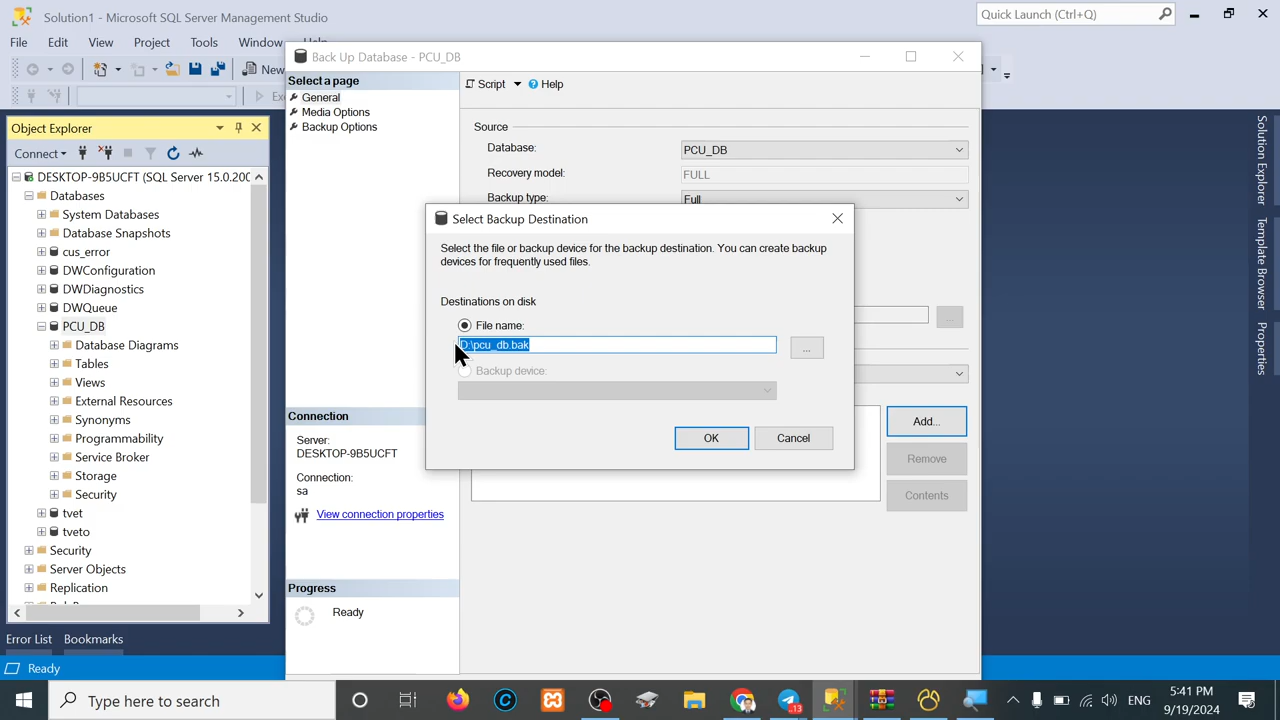 Solution1 - Microsoft SQL Server Management Studio
Quick Launch (Ctrl+Q)
File Edit View Project Tools Window Help
New
Back Up Database - PCU_DB
Select a page
General
Media Options
Backup Options
Script Help
Source
Database: PCU_DB
Recovery model: FULL
Backup type: Full
Object Explorer
Connect
DESKTOP-9B5UCFT (SQL Server 15.0.200
Databases
System Databases
Database Snapshots
cus_error
DWConfiguration
DWDiagnostics
DWQueue
PCU_DB
Database Diagrams
Tables
Views
External Resources
Synonyms
Programmability
Service Broker
Storage
Security
tvet
tveto
Security
Server Objects
Replication
Select Backup Destination
Select the file or backup device for the backup destination. You can create backup
devices for frequently used files.
Destinations on disk
File name:
D:\pcu_db.bak
...
Backup device:
OK Cancel
...
Add...
Remove
Contents
Connection
Server:
DESKTOP-9B5UCFT
Connection:
sa
View connection properties
Progress
Ready
Solution Explorer
Template Browser
Properties
Error List Bookmarks
Ready
Type here to search
13
ENG
5:41 PM
9/19/2024